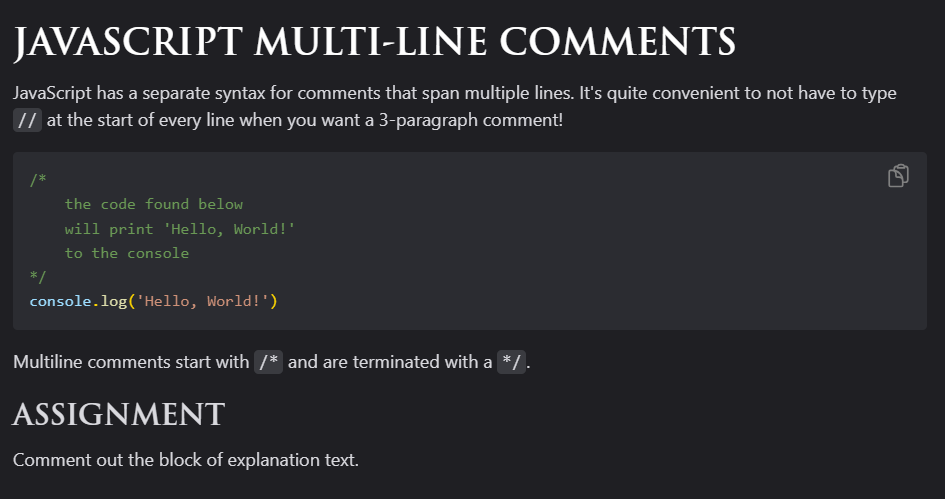 JAVASCRIPT MULTI-LINE COMMENTS
JavaScript has a separate syntax for comments that span multiple lines. It's quite convenient to not have to type
// at the start of every line when you want a 3-paragraph comment!
/*
    the code found below
    will print 'Hello, World!'
    to the console
*/
console.log('Hello, World!')
Multiline comments start with /* and are terminated with a */.
ASSIGNMENT
Comment out the block of explanation text.